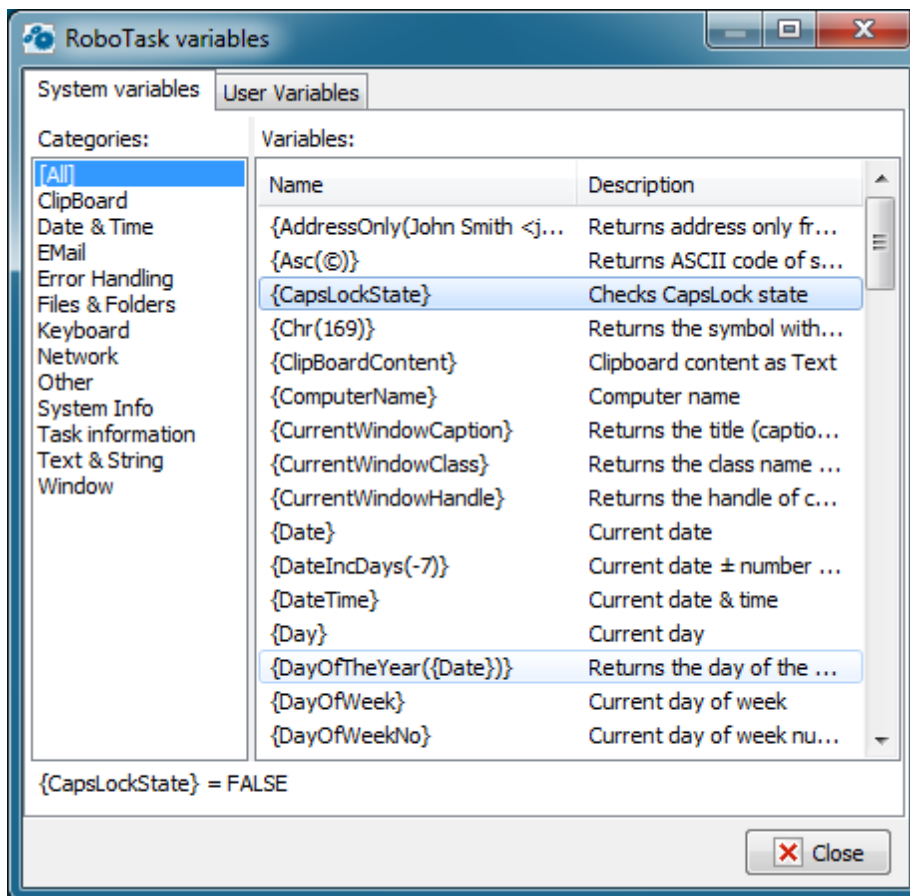 RoboTask variables
System variables User Variables
Categories: Variables:
[All]
ClipBoard
Date & Time
EMail
Error Handling
Files & Folders
Keyboard
Network
Other
System Info
Task information
Text & String
Window
Name Description
{AddressOnly(John Smith <j... Returns address only fr...
{Asc(©)} Returns ASCII code of s...
{CapsLockState} Checks CapsLock state
{Chr(169)} Returns the symbol with...
{ClipBoardContent} Clipboard content as Text
{ComputerName} Computer name
{CurrentWindowCaption} Returns the title (captio...
{CurrentWindowClass} Returns the class name ...
{CurrentWindowHandle} Returns the handle of c...
{Date} Current date
{DateIncDays(-7)} Current date ± number ...
{DateTime} Current date & time
{Day} Current day
{DayOfTheYear({Date})} Returns the day of the ...
{DayOfWeek} Current day of week
{DayOfWeekNo} Current day of week nu...
{CapsLockState} = FALSE
Close